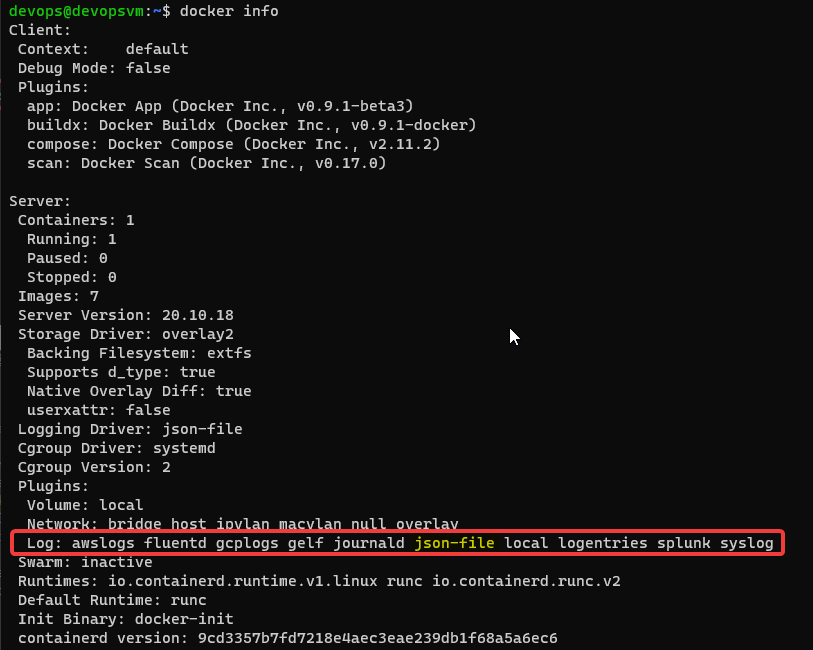 devops@devopsvm:~$ docker info
Client:
 Context:    default
 Debug Mode: false
 Plugins:
  app: Docker App (Docker Inc., v0.9.1-beta3)
  buildx: Docker Buildx (Docker Inc., v0.9.1-docker)
  compose: Docker Compose (Docker Inc., v2.11.2)
  scan: Docker Scan (Docker Inc., v0.17.0)

Server:
 Containers: 1
  Running: 1
  Paused: 0
  Stopped: 0
 Images: 7
 Server Version: 20.10.18
 Storage Driver: overlay2
  Backing Filesystem: extfs
  Supports d_type: true
  Native Overlay Diff: true
  userxattr: false
 Logging Driver: json-file
 Cgroup Driver: systemd
 Cgroup Version: 2
 Plugins:
  Volume: local
  Network: bridge host ipvlan macvlan null overlay
  Log: awslogs fluentd gcplogs gelf journald json-file local logentries splunk syslog
 Swarm: inactive
 Runtimes: io.containerd.runtime.v1.linux runc io.containerd.runc.v2
 Default Runtime: runc
 Init Binary: docker-init
 containerd version: 9cd3357b7fd7218e4aec3eae239db1f68a5a6ec6